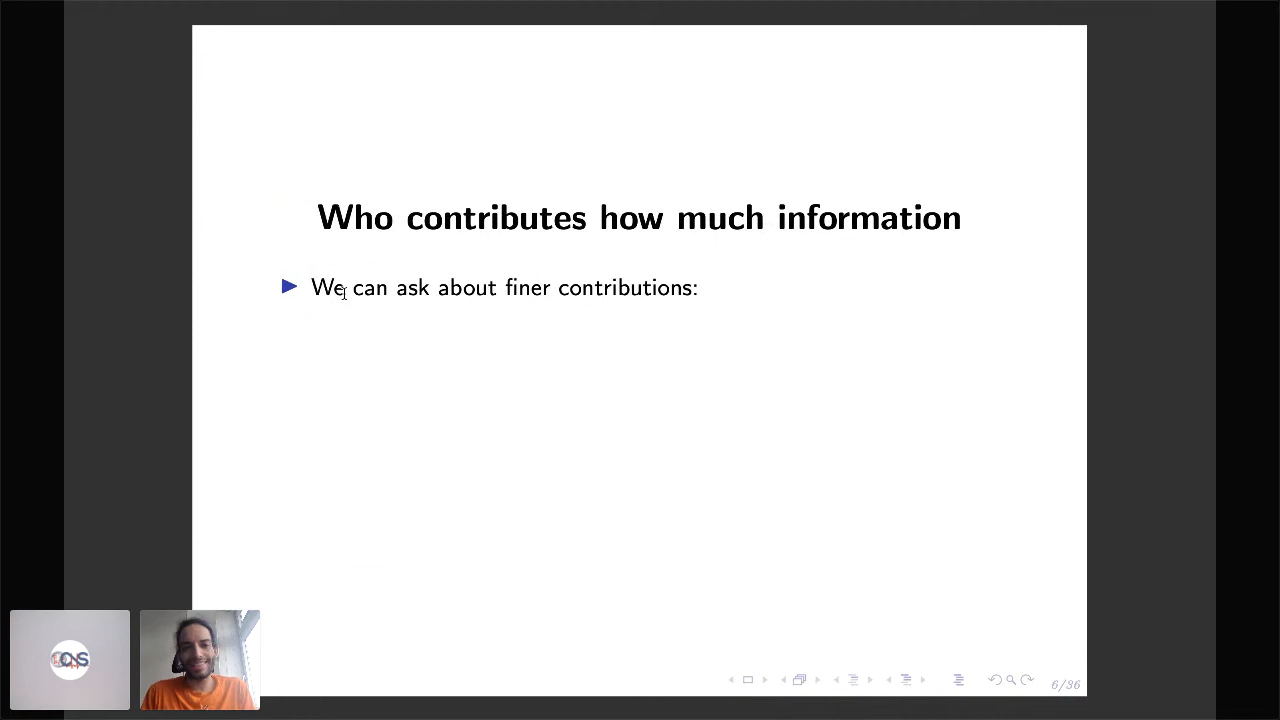 Who contributes how much information
We can ask about finer contributions:
6/36